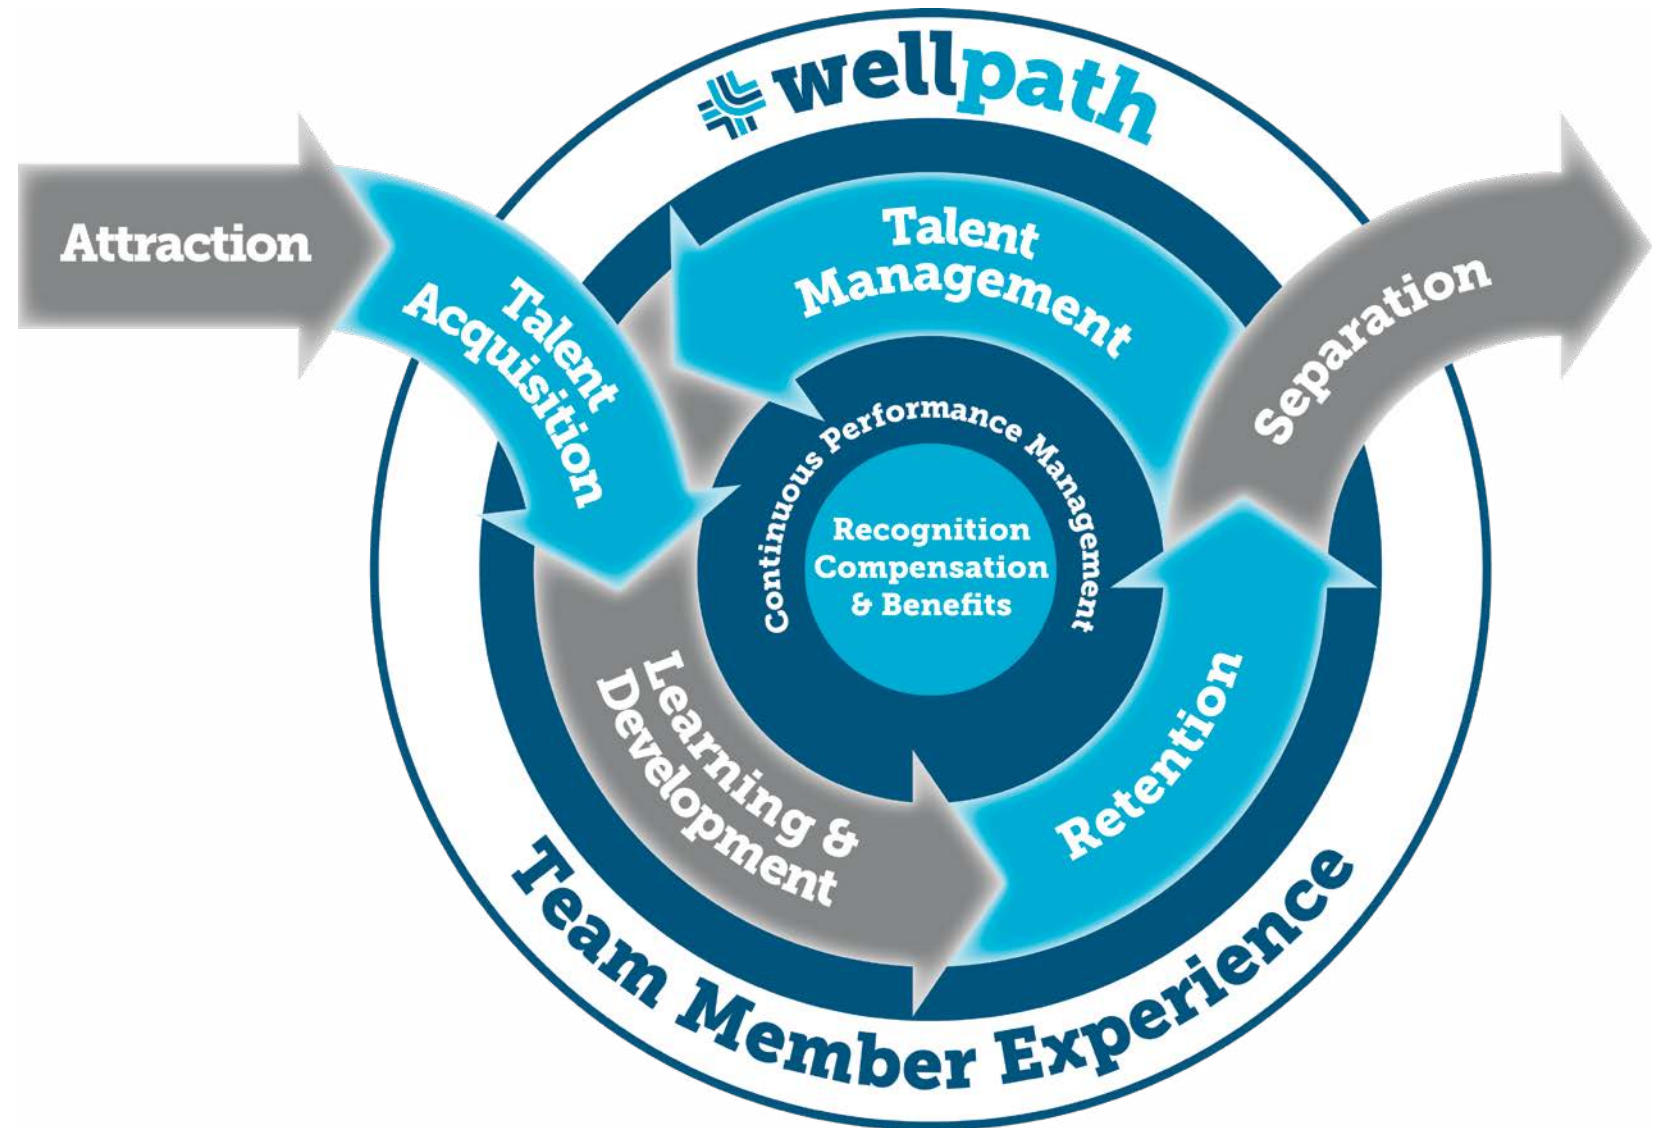 wellpath
Attraction
Talent
Acquisition
Talent
Management
Separation
Continuous Performance Management
Recognition
Compensation
& Benefits
Learning &
Development
Retention
Team Member Experience